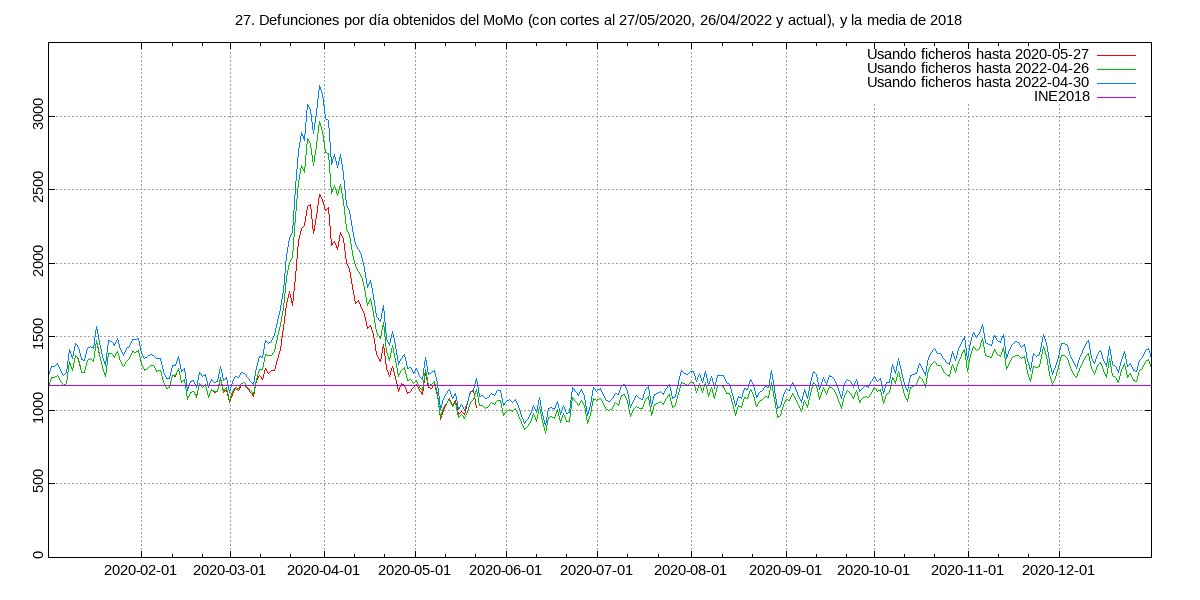 27. Defunciones por día obtenidos del MoMo (con cortes al 27/05/2020, 26/04/2022 y actual), y la media de 2018
Usando ficheros hasta 2020-05-27
Usando ficheros hasta 2022-04-26
Usando ficheros hasta 2022-04-30
INE2018
3000
2500
2000
1500
1000
500
0
2020-02-01 2020-03-01 2020-04-01 2020-05-01 2020-06-01 2020-07-01 2020-08-01 2020-09-01 2020-10-01 2020-11-01 2020-12-01